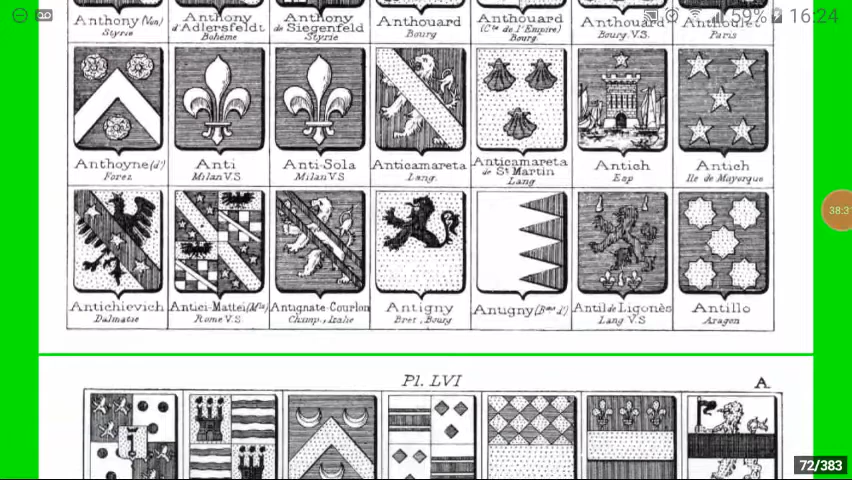 59% 16:24
Anthony (Von)
Styrie
Anthony
d'Adlersfeldt
Bohême
Anthony
de Siegenfeld
Styrie
Anthouard
Bourg
Anthouard
(Cte de l'Empire)
Bourg.
Anthouard
Bourg. V.S.
Paris
Anthoyne (d')
Forez
Anti
Milan V.S
Anti-Sola
Milan V.S
Anticamareta
Lang.
Anticamareta
de St Martin
Lang
Antich
Esp
Antich
Ile de Mayorque
38:3
Antichievich
Dalmatie
Antici-Mattei (Mis)
Rome V.S
Antignate-Courlon
Champ., Italie
Antigny
Bret, Bourg
Antigny (Bons d')
Antil de Ligonès
Lang V.S
Antillo
Aragon
Pl. LVI
A.
72/383